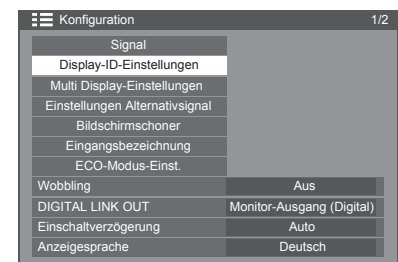 Konfiguration 1/2
Signal
Display-ID-Einstellungen
Multi Display-Einstellungen
Einstellungen Alternativsignal
Bildschirmschoner
Eingangsbezeichnung
ECO-Modus-Einst.
Wobbling Aus
DIGITAL LINK OUT Monitor-Ausgang (Digital)
Einschaltverzögerung Auto
Anzeigesprache Deutsch